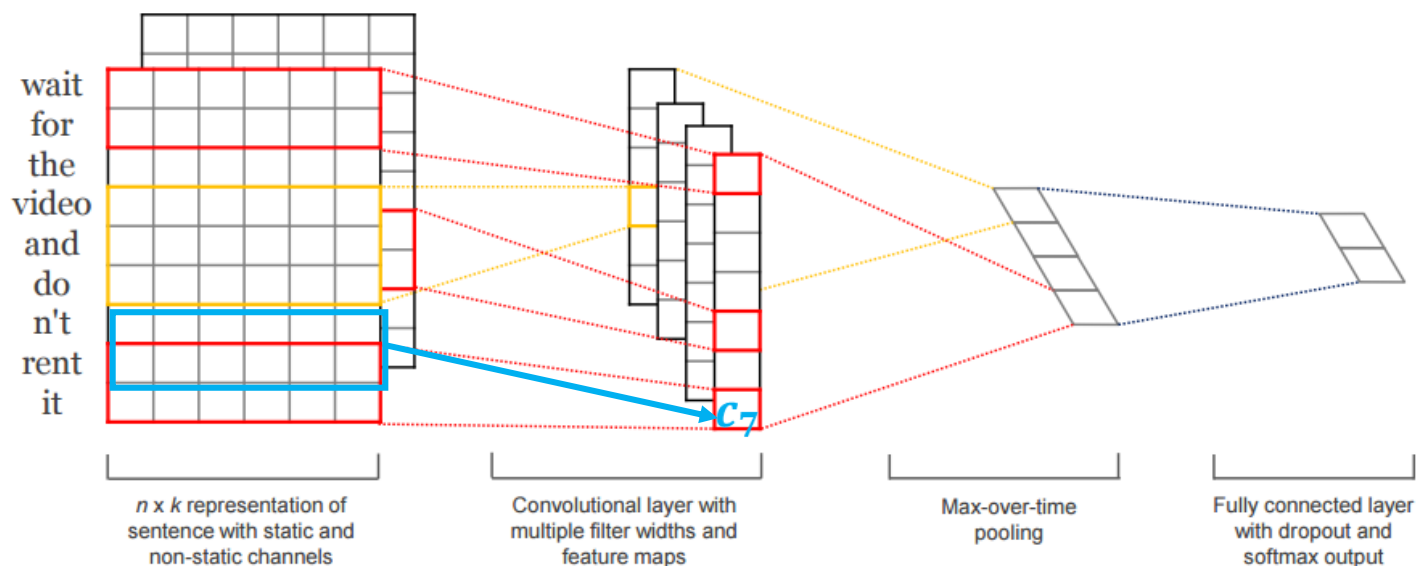 wait
for
the
video
and
do
n't
rent
it
c7
n x k representation of
sentence with static and
non-static channels
Convolutional layer with
multiple filter widths and
feature maps
Max-over-time
pooling
Fully connected layer
with dropout and
softmax output